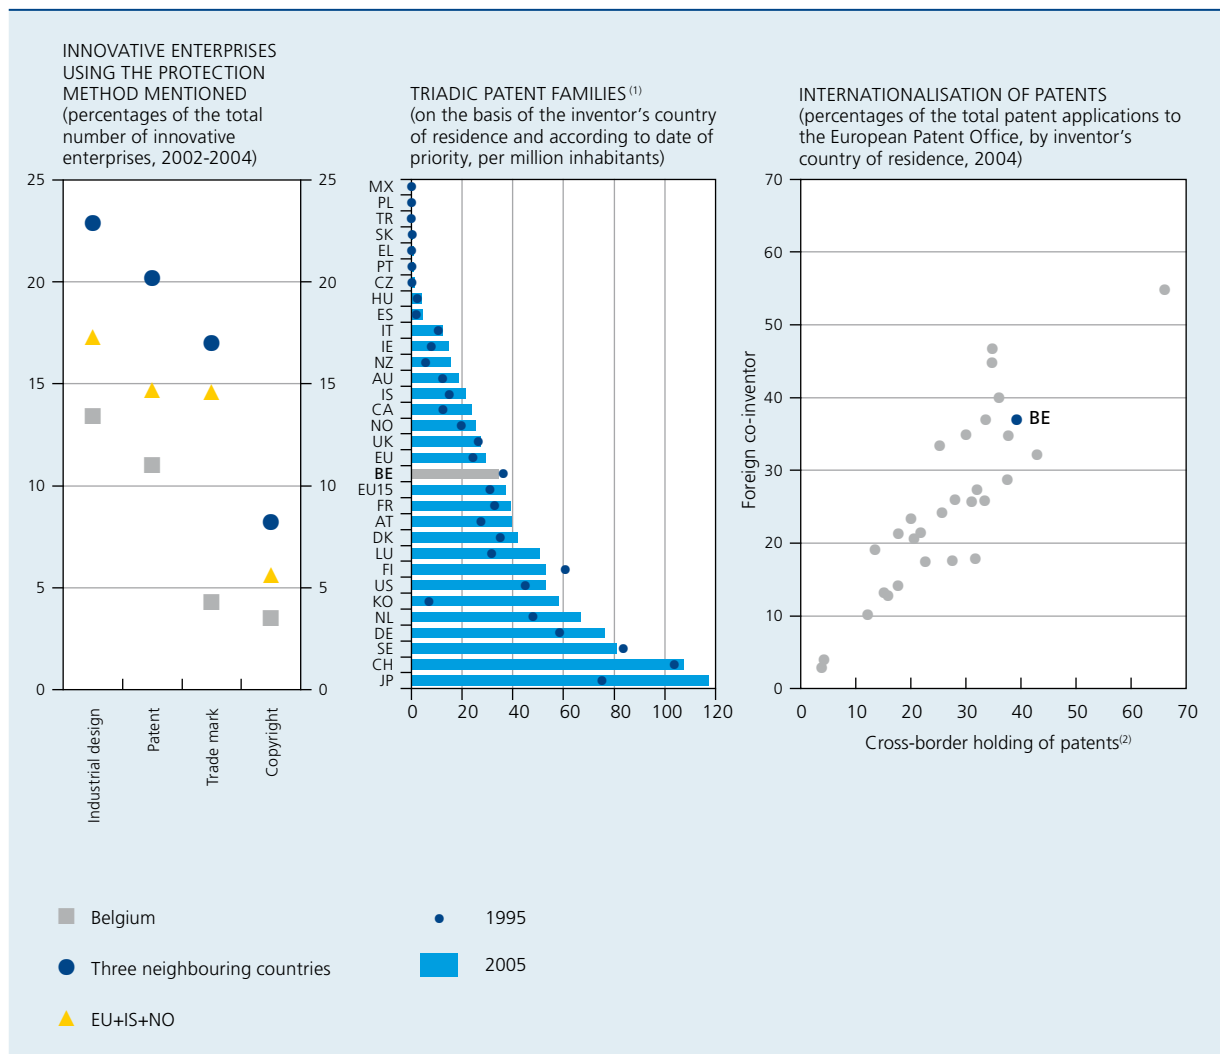 INNOVATIVE ENTERPRISES
USING THE PROTECTION
METHOD MENTIONED
(percentages of the total
number of innovative
enterprises, 2002-2004)
25
25
20
20
15
15
10
10
5
5
0
0
Industrial design
Patent
Trade mark
Copyright
TRIADIC PATENT FAMILIES (1)
(on the basis of the inventor's country
of residence and according to date of
priority, per million inhabitants)
MX
PL
TR
SK
EL
PT
CZ
HU
ES
IT
IE
NZ
AU
IS
CA
NO
UK
EU
BE
EU15
FR
AT
DK
LU
FI
US
KO
NL
DE
SE
CH
JP
0 20 40 60 80 100 120
INTERNATIONALISATION OF PATENTS
(percentages of the total patent applications to
the European Patent Office, by inventor's
country of residence, 2004)
70
60
50
40
30
20
10
0
Foreign co-inventor
BE
0 10 20 30 40 50 60 70
Cross-border holding of patents(2)
Belgium
Three neighbouring countries
EU+IS+NO
1995
2005